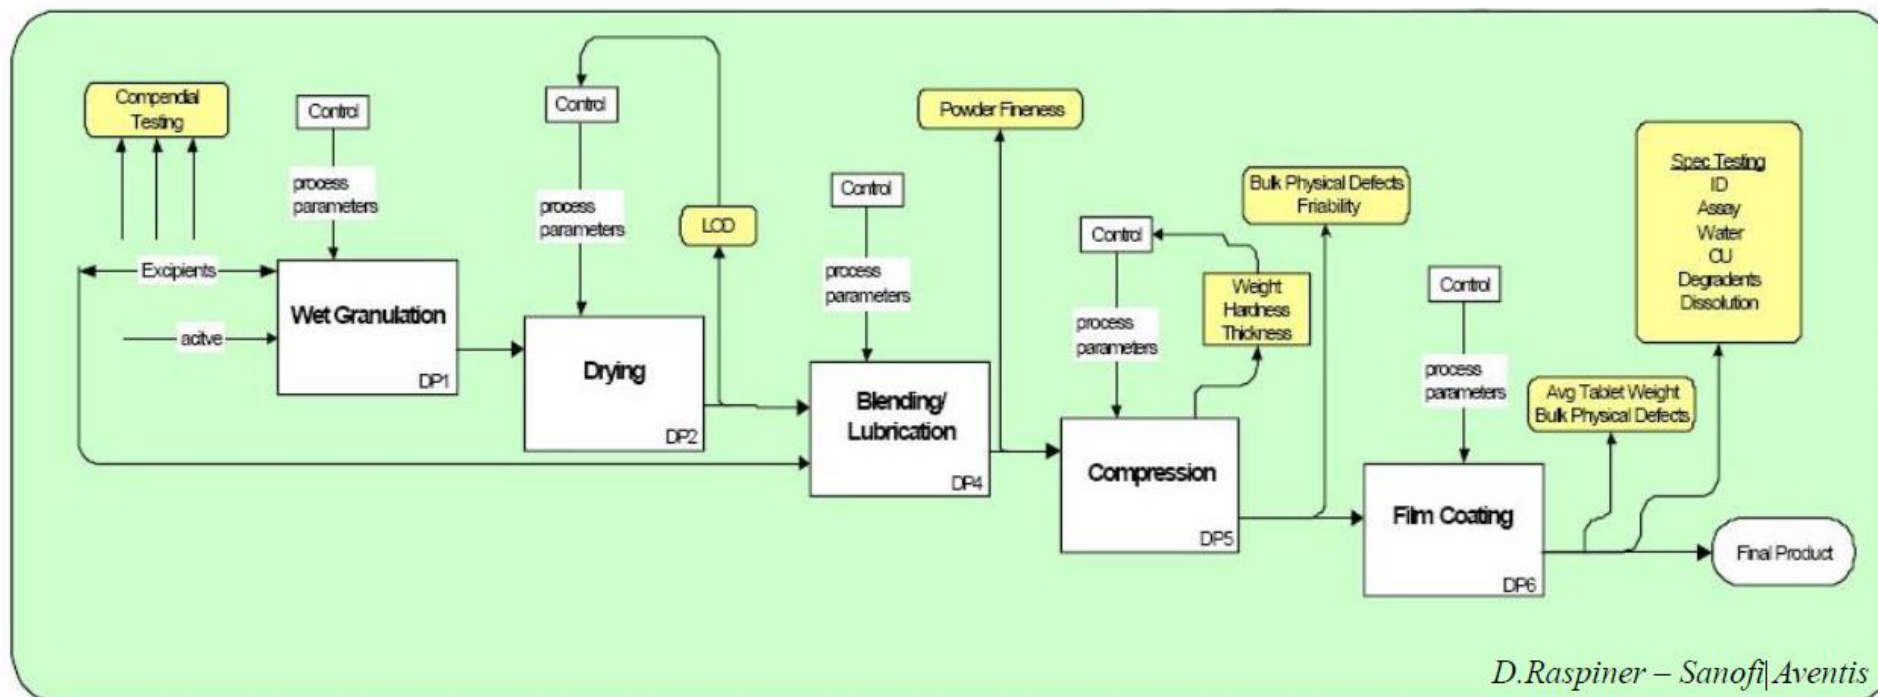 Compendial
Testing
Control
process
parameters
Excipients
acitve
Wet Granulation
DP1
Control
process
parameters
LOD
Drying
DP2
Control
process
parameters
Blending/
Lubrication
DP4
Powder Fineness
Control
process
parameters
Weight
Hardness
Thickness
Compression
DP5
Bulk Physical Defects
Friability
Control
process
parameters
Film Coating
DP6
Avg Tablet Weight
Bulk Physical Defects
Spec Testing
ID
Assay
Water
CU
Degradents
Dissolution
Final Product
D.Raspiner – Sanofi|Aventis